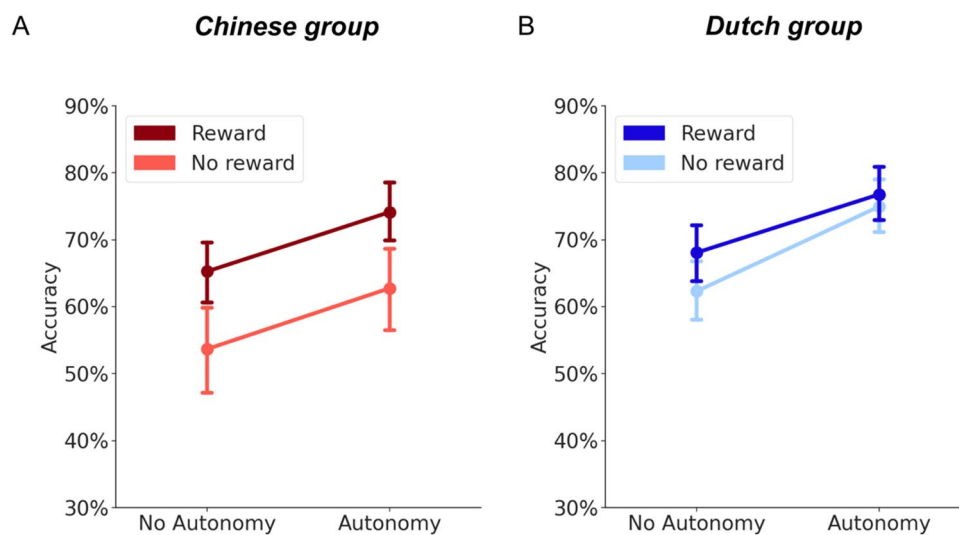 A
Chinese group
90%
80%
70%
60%
50%
40%
30%
Accuracy
Reward
No reward
No Autonomy
Autonomy
B
Dutch group
90%
80%
70%
60%
50%
40%
30%
Accuracy
Reward
No reward
No Autonomy
Autonomy